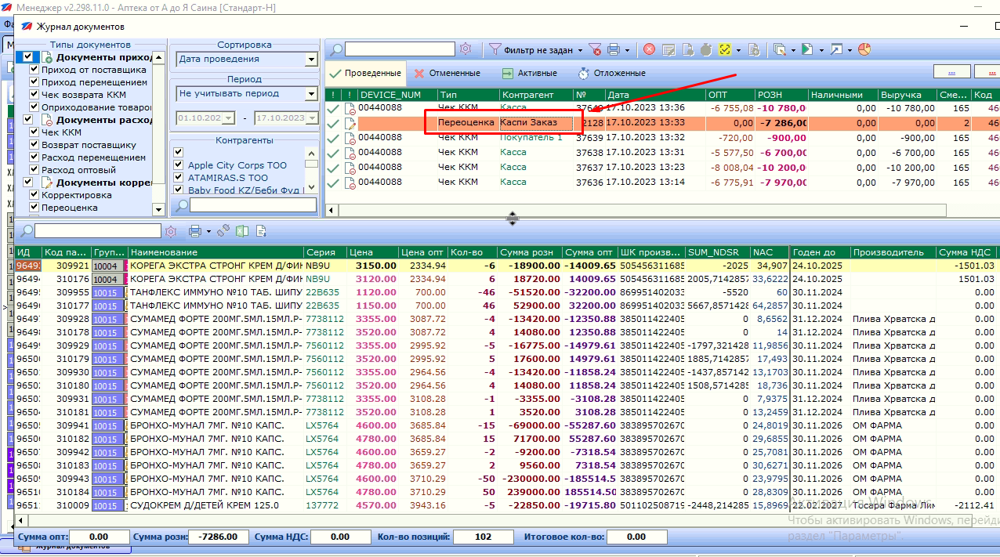 Менеджер v2.298.11.0 - Аптека от А до Я Саина [Стандарт-Н]
Журнал документов
Типы документов
Документы прихо
Приход от поставщика
Приход перемещением
Чек возврата ККМ
Оприходование товаро
Документы расхо
Чек ККМ
Возврат поставщику
Расход перемещением
Расход оптовый
Документы корре
Корректировка
Переоценка
Сортировка
Дата проведения
Период
Не учитывать период
01.10.202 - 17.10.2023
Контрагенты
Apple City Corps ТОО
ATAMIRAS.S ТОО
Baby Food KZ/Беби Фуд
Фильтр не задан
Проведенные Отмененные Активные Отложенные
... ...
! ! DEVICE_NUM Тип Контрагент № Дата ОПТ РОЗН Наличными Выручка Сме... Код
00440088 Чек ККМ Касса 37640 17.10.2023 13:36 -6 755,08 -10 780,0 0,00 -10 780,00 165 46
Переоценка Каспи Заказ 2128 17.10.2023 13:33 0,00 -7 286,00 0,00 0,00 2 46
00440088 Чек ККМ Покупатель 1 37639 17.10.2023 13:32 -720,00 -900,00 0,00 -900,00 165 46
00440088 Чек ККМ Касса 37638 17.10.2023 13:31 -5 577,50 -6 700,00 0,00 -6 700,00 165 46
00440088 Чек ККМ Касса 37637 17.10.2023 13:23 -8 008,04 -10 200,0 0,00 -10 200,00 165 46
00440088 Чек ККМ Касса 37636 17.10.2023 13:14 -6 775,91 -7 970,00 0,00 -7 970,00 165 46
ИД Код па... Груп... Наименование Серия Цена Цена опт Кол-во Сумма розн Сумма опт ШК произв... SUM_NDSR NAC Годен до Производитель Сумма НДС
309921 10004 КОРЕГА ЭКСТРА СТРОНГ КРЕМ Д/ФИ NB9U 3150.00 2334.94 -6 -18900.00 -14009.65 505456311685 -2025 34,907 24.10.2025 -1501.03
310176 10004 КОРЕГА ЭКСТРА СТРОНГ КРЕМ Д/ФИ NB9U 3120.00 2334.94 6 18720.00 14009.65 505456311685 2005,7142857 33,6222 24.10.2025 1501.03
309955 10015 ТАНФЛЕКС ИММУНО №10 ТАБ. ШИПУ 22B635 1120.00 700.00 -46 -51520.00 -32200.00 869931402033 -5520 60 30.11.2024 0.00
310177 10015 ТАНФЛЕКС ИММУНО №10 ТАБ. ШИПУ 22B635 1150.00 700.00 46 52900.00 32200.00 869931402033 5667,8571429 64,2857 30.11.2024 0.00
309928 10015 СУМАМЕД ФОРТЕ 200МГ.5МЛ.15МЛ.Р- 7738112 3355.00 3087.72 -4 -13420.00 -12350.88 385011422405 0 8,6562 31.12.2024 Плива Хрватска д 0.00
310178 10015 СУМАМЕД ФОРТЕ 200МГ.5МЛ.15МЛ.Р- 7738112 3520.00 3087.72 4 14080.00 12350.88 385011422405 0 14 31.12.2024 Плива Хрватска д 0.00
309929 10015 СУМАМЕД ФОРТЕ 200МГ.5МЛ.15МЛ.Р- 7560112 3355.00 2995.92 -5 -16775.00 -14979.61 385011422405 -1797,321428 11,9856 30.11.2024 Плива Хрватска д 0.00
310179 10015 СУМАМЕД ФОРТЕ 200МГ.5МЛ.15МЛ.Р- 7560112 3520.00 2995.92 5 17600.00 14979.61 385011422405 1885,7142857 17,493 30.11.2024 Плива Хрватска д 0.00
309930 10015 СУМАМЕД ФОРТЕ 200МГ.5МЛ.15МЛ.Р- 7560112 3355.00 2964.56 -4 -13420.00 -11858.24 385011422405 -1437,857142 13,1703 30.11.2024 Плива Хрватска д 0.00
310180 10015 СУМАМЕД ФОРТЕ 200МГ.5МЛ.15МЛ.Р- 7560112 3520.00 2964.56 4 14080.00 11858.24 385011422405 1508,5714285 18,736 30.11.2024 Плива Хрватска д 0.00
309931 10015 СУМАМЕД ФОРТЕ 200МГ.5МЛ.15МЛ.Р- 7738112 3355.00 3108.28 -1 -3355.00 -3108.28 385011422405 0 7,9375 31.12.2024 Плива Хрватска д 0.00
310181 10015 СУМАМЕД ФОРТЕ 200МГ.5МЛ.15МЛ.Р- 7738112 3520.00 3108.28 1 3520.00 3108.28 385011422405 0 13,2459 31.12.2024 Плива Хрватска д 0.00
309941 10015 БРОНХО-МУНАЛ 7МГ. №10 КАПС. LX5764 4600.00 3685.84 -15 -69000.00 -55287.60 383395702670 0 24,8019 30.11.2026 ОМ ФАРМА 0.00
310182 10015 БРОНХО-МУНАЛ 7МГ. №10 КАПС. LX5764 4780.00 3685.84 15 71700.00 55287.60 383395702670 0 29,6855 30.11.2026 ОМ ФАРМА 0.00
309942 10015 БРОНХО-МУНАЛ 7МГ. №10 КАПС. LX5764 4600.00 3659.27 -2 -9200.00 -7318.54 383395702670 0 25,7081 30.11.2026 ОМ ФАРМА 0.00
310183 10015 БРОНХО-МУНАЛ 7МГ. №10 КАПС. LX5764 4780.00 3659.27 2 9560.00 7318.54 383395702670 0 30,6271 30.11.2026 ОМ ФАРМА 0.00
309943 10015 БРОНХО-МУНАЛ 7МГ. №10 КАПС. LX5764 4600.00 3710.29 -50 -230000.00 -185514.5 383395702670 0 23,9795 30.11.2026 ОМ ФАРМА 0.00
310184 10015 БРОНХО-МУНАЛ 7МГ. №10 КАПС. LX5764 4780.00 3710.29 50 239000.00 185514.50 383395702670 0 28,8309 30.11.2026 ОМ ФАРМА 0.00
310009 10015 СУДОКРЕМ Д/ДЕТЕЙ КРЕМ 125.0 137772 4570.00 3943.16 -5 -22850.00 -19715.80 501102508719 -2448,214285 15,8969 22.02.2027 Тосара Фарма Лим -2112.41
Активация Windows
Чтобы активировать Windows, перейди
раздел "Параметры".
Сумма опт: 0.00 Сумма розн: -7286.00 Сумма НДС: 0.00 Кол-во позиций: 102 Итоговое кол-во: 0.00
Журнал документов